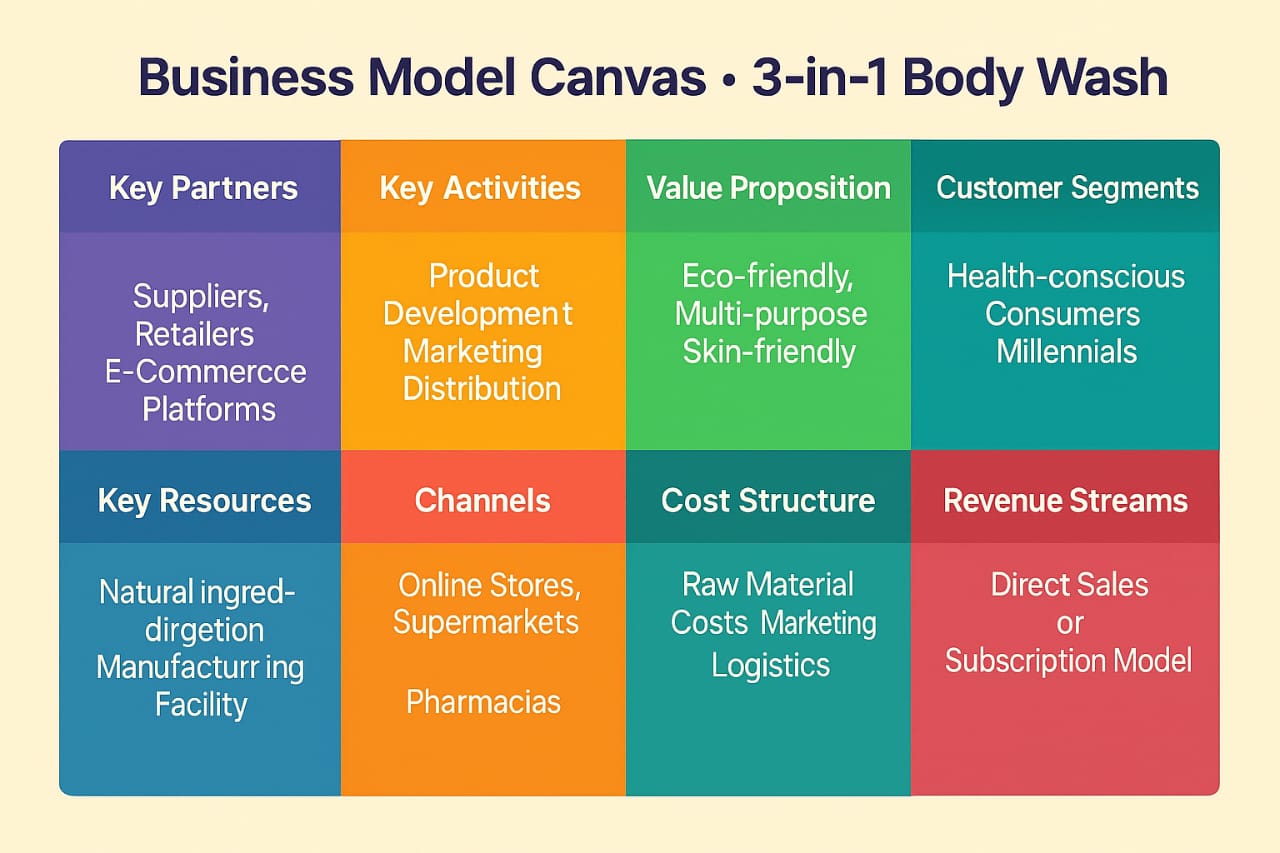 Business Model Canvas • 3-in-1 Body Wash
Key Partners
Suppliers,
Retailers
E-Commercce
Platforms
Key Activities
Product
Development
Marketing
Distribution
Value Proposition
Eco-friendly,
Multi-purpose
Skin-friendly
Customer Segments
Health-conscious
Consumers
Millennials
Key Resources
Natural ingred-
dirgetion
Manufacturr ing
Facility
Channels
Online Stores,
Supermarkets
Pharmacias
Cost Structure
Raw Material
Costs Marketing
Logistics
Revenue Streams
Direct Sales
or
Subscription Model